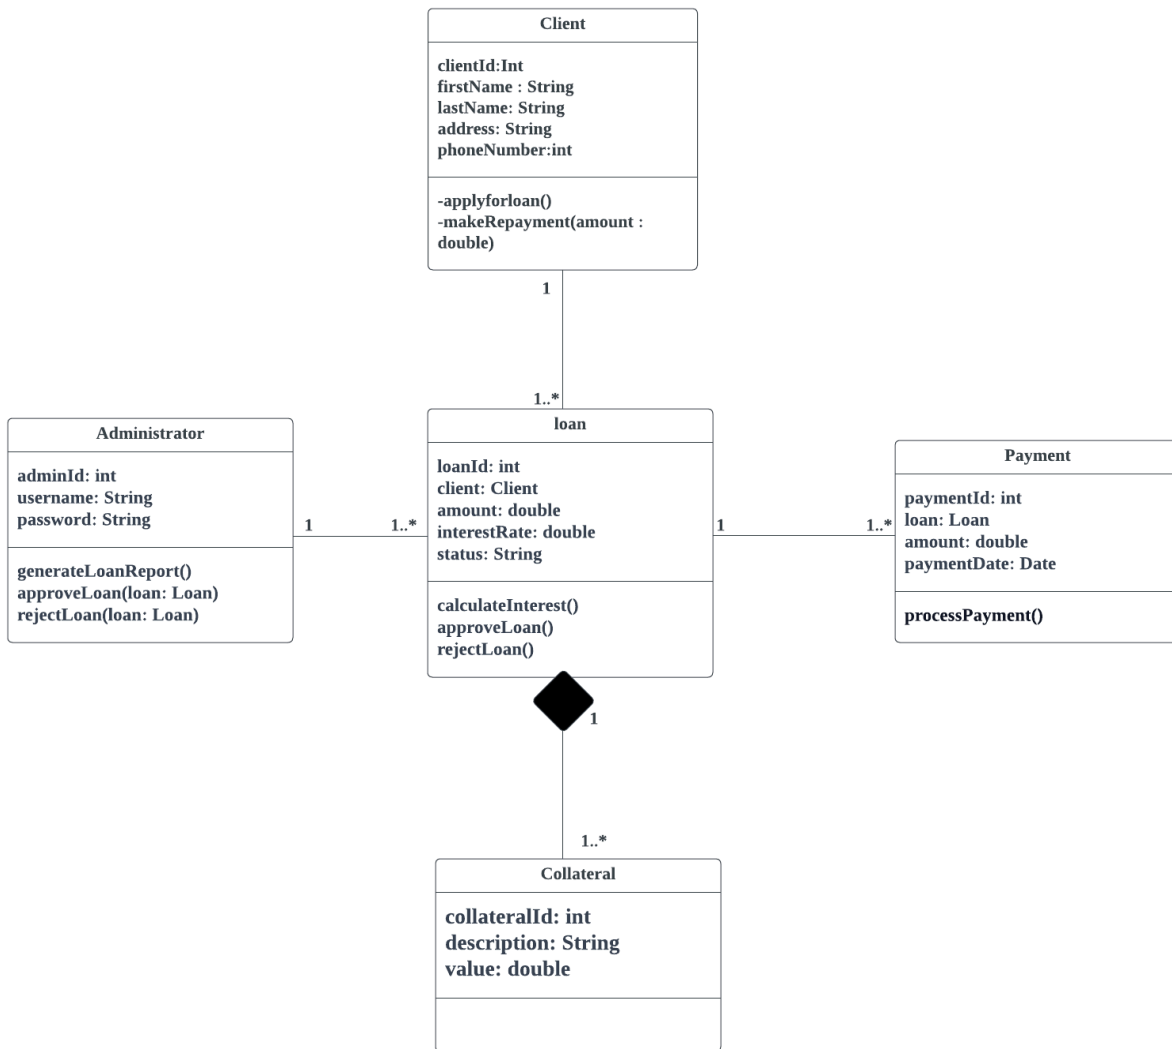 Client
clientId:Int
firstName : String
lastName: String
address: String
phoneNumber:int
-applyforloan()
-makeRepayment(amount :
double)
1
1..*
Administrator
adminId: int
username: String
password: String
generateLoanReport()
approveLoan(loan: Loan)
rejectLoan(loan: Loan)
1
1..*
loan
loanId: int
client: Client
amount: double
interestRate: double
status: String
calculateInterest()
approveLoan()
rejectLoan()
1
1..*
Payment
paymentId: int
loan: Loan
amount: double
paymentDate: Date
processPayment()
1
1..*
Collateral
collateralId: int
description: String
value: double